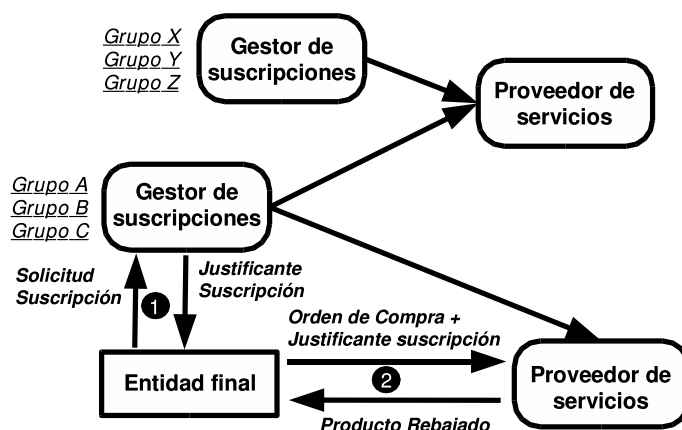 Grupo X
Grupo Y
Grupo Z
Gestor de
suscripciones
Proveedor de
servicios
Grupo A
Grupo B
Grupo C
Gestor de
suscripciones
Solicitud
Suscripción
1
Justificante
Suscripción
Orden de Compra +
Justificante suscripción
Entidad final
2
Proveedor de
servicios
Producto Rebajado